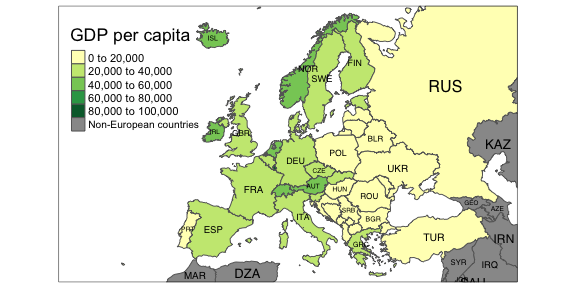 GDP per capita
0 to 20,000
20,000 to 40,000
40,000 to 60,000
60,000 to 80,000
80,000 to 100,000
Non-European countries
ISL
NOR
SWE
FIN
RUS
IRL
GBR
BLR
KAZ
DEU
POL
CZE
UKR
FRA
AUT
HUN
ROU
ITA
SRB
BGR
GEO
AZE
PRT
ESP
GRC
TUR
IRN
SYR
IRQ
MAR
DZA